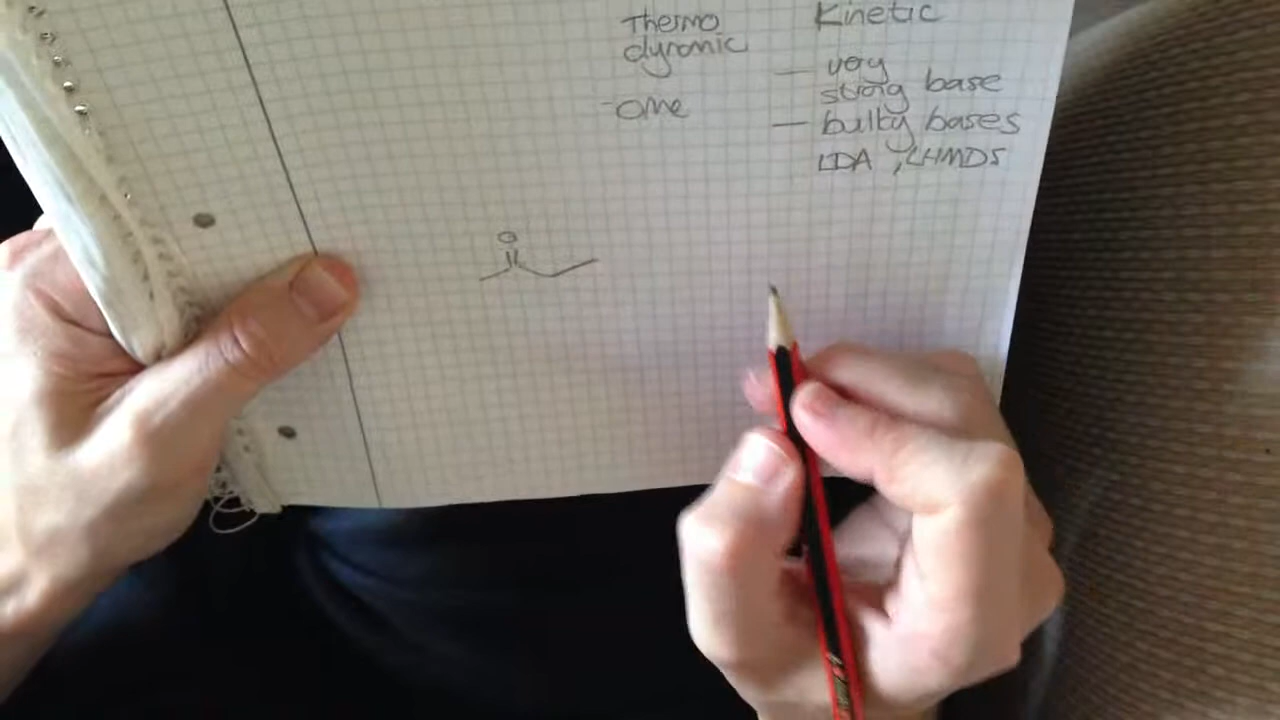 Thermo
dynamic
-OMe
Kinetic
— very
strong base
— bulky bases
LDA, LHMDS
O